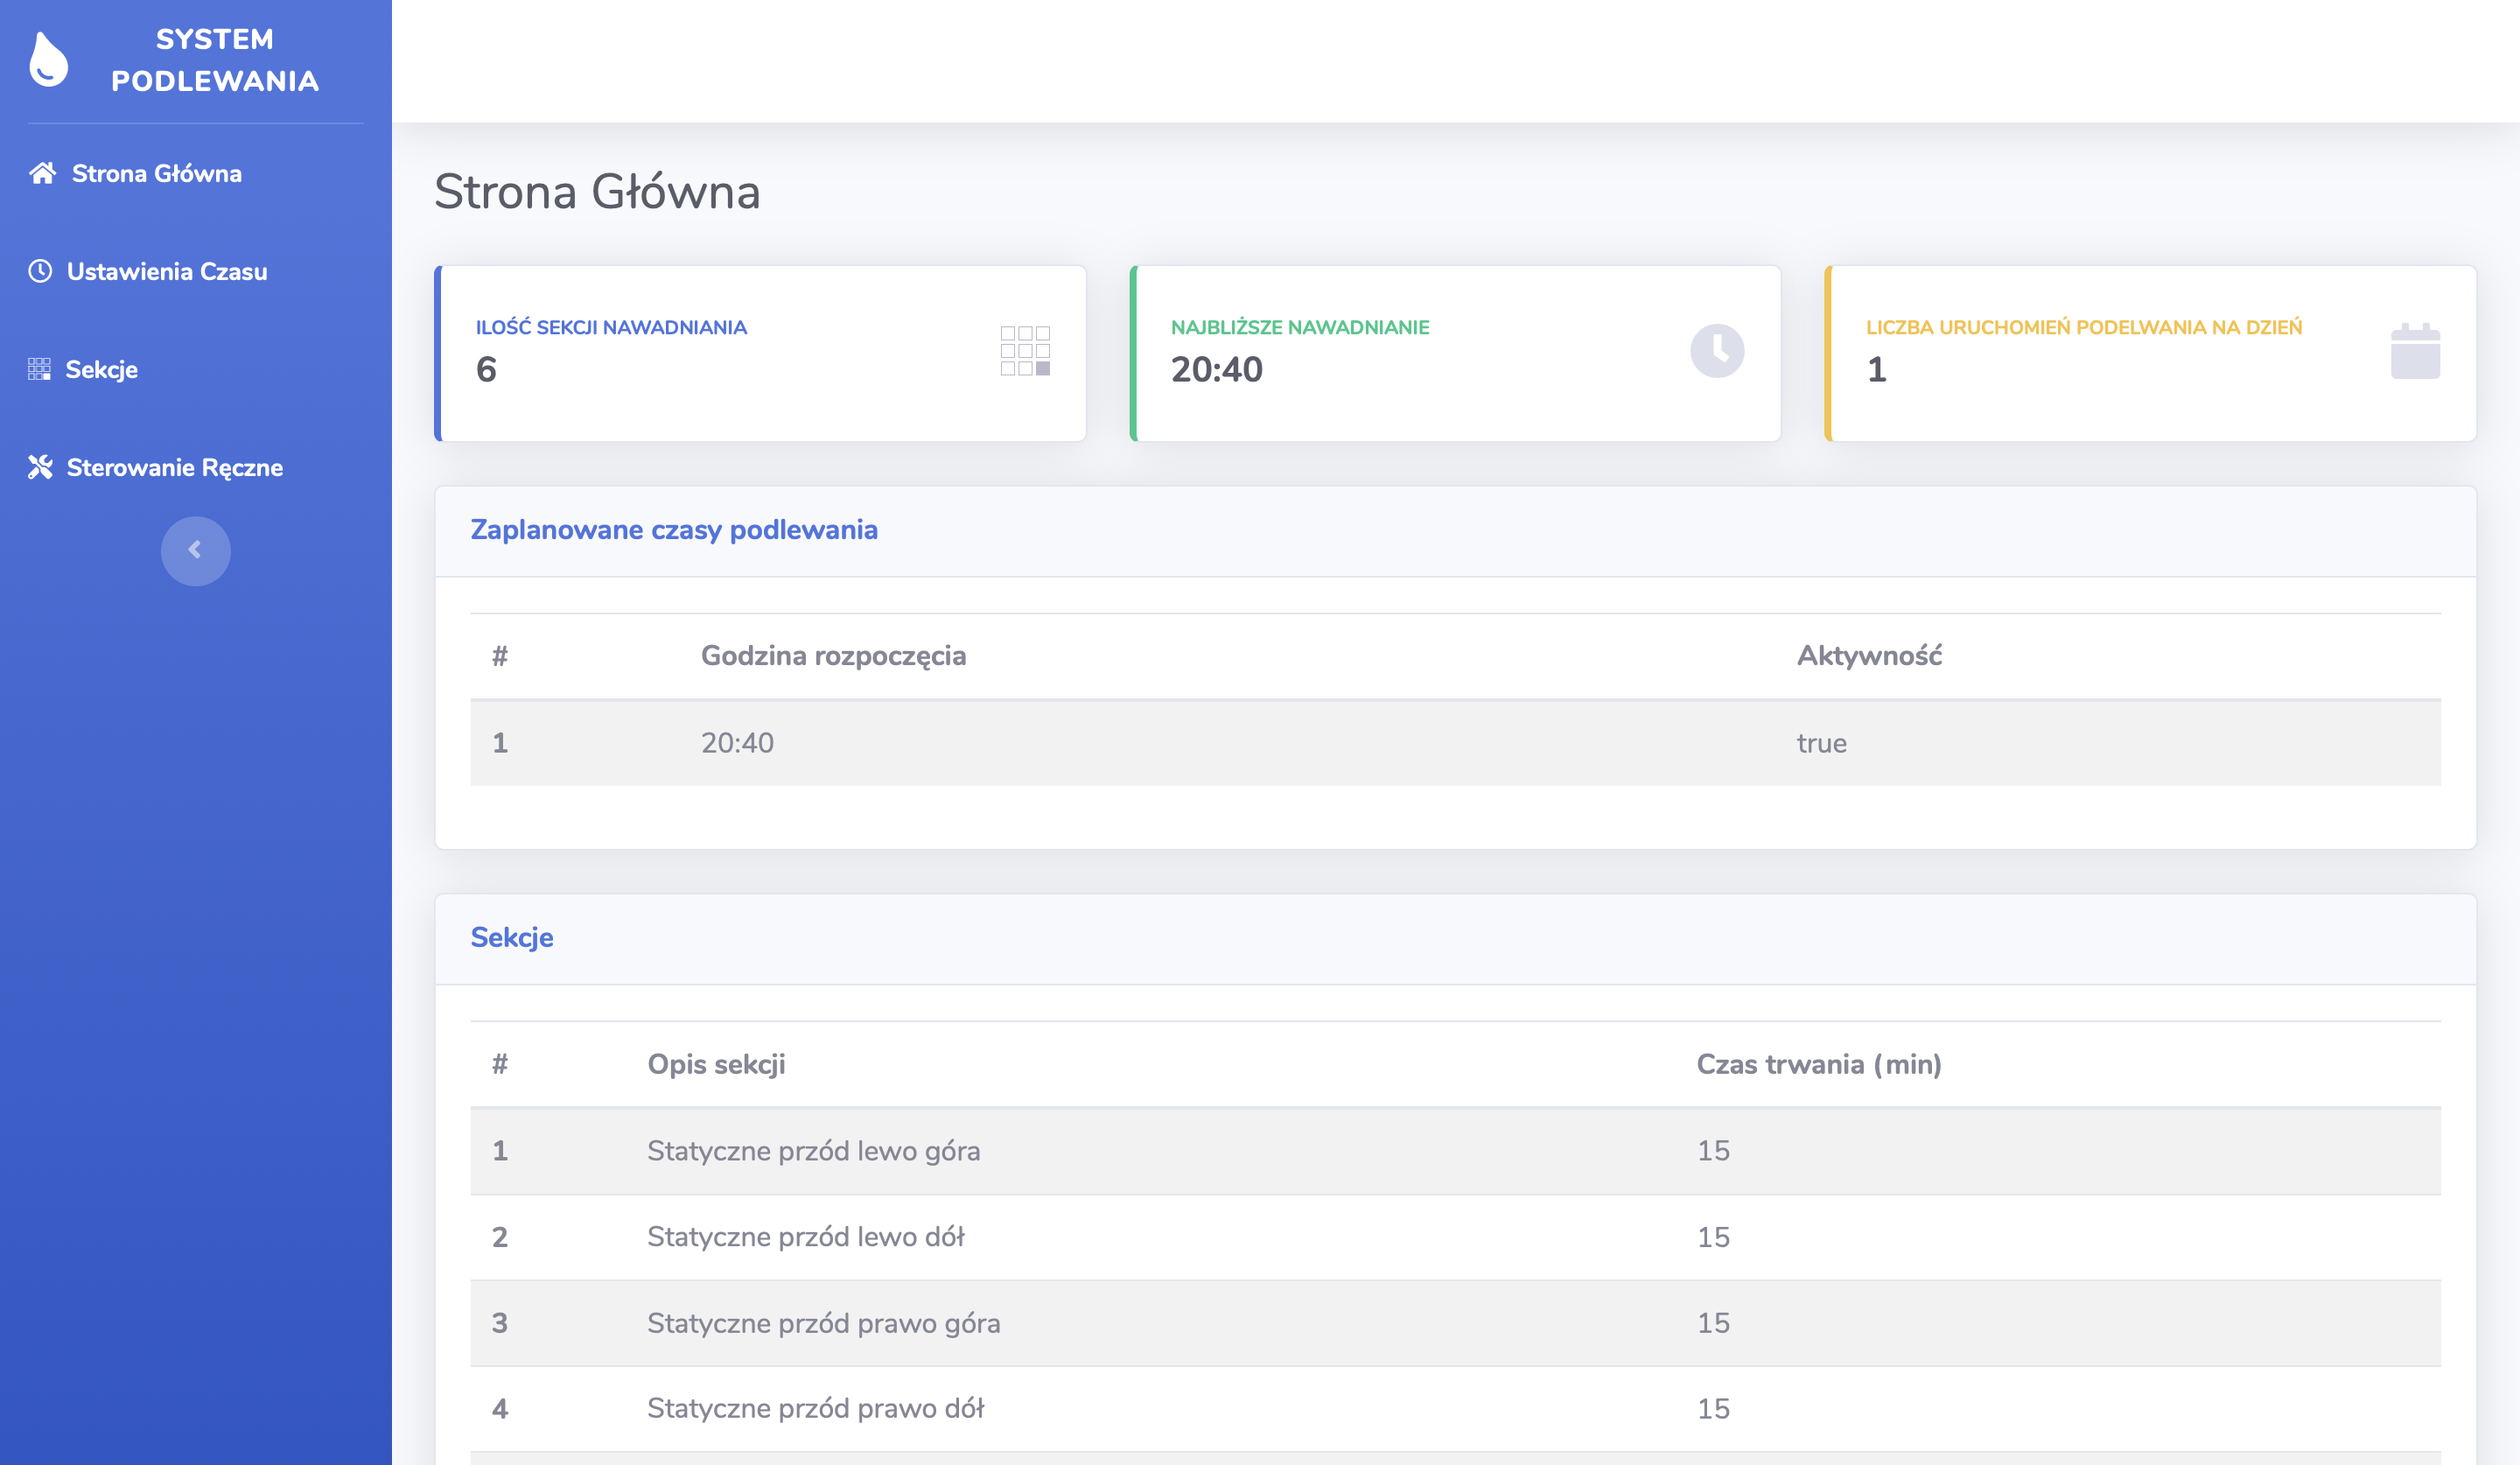 SYSTEM
PODLEWANIA
Strona Główna
Ustawienia Czasu
Sekcje
Sterowanie Ręczne
Strona Główna
ILOŚĆ SEKCJI NAWADNIANIA
6
NAJBLIŻSZE NAWADNIANIE
20:40
LICZBA URUCHOMIEŃ PODELWANIA NA DZIEŃ
1
Zaplanowane czasy podlewania
# Godzina rozpoczęcia Aktywność
1 20:40 true
Sekcje
# Opis sekcji Czas trwania (min)
1 Statyczne przód lewo góra 15
2 Statyczne przód lewo dół 15
3 Statyczne przód prawo góra 15
4 Statyczne przód prawo dół 15